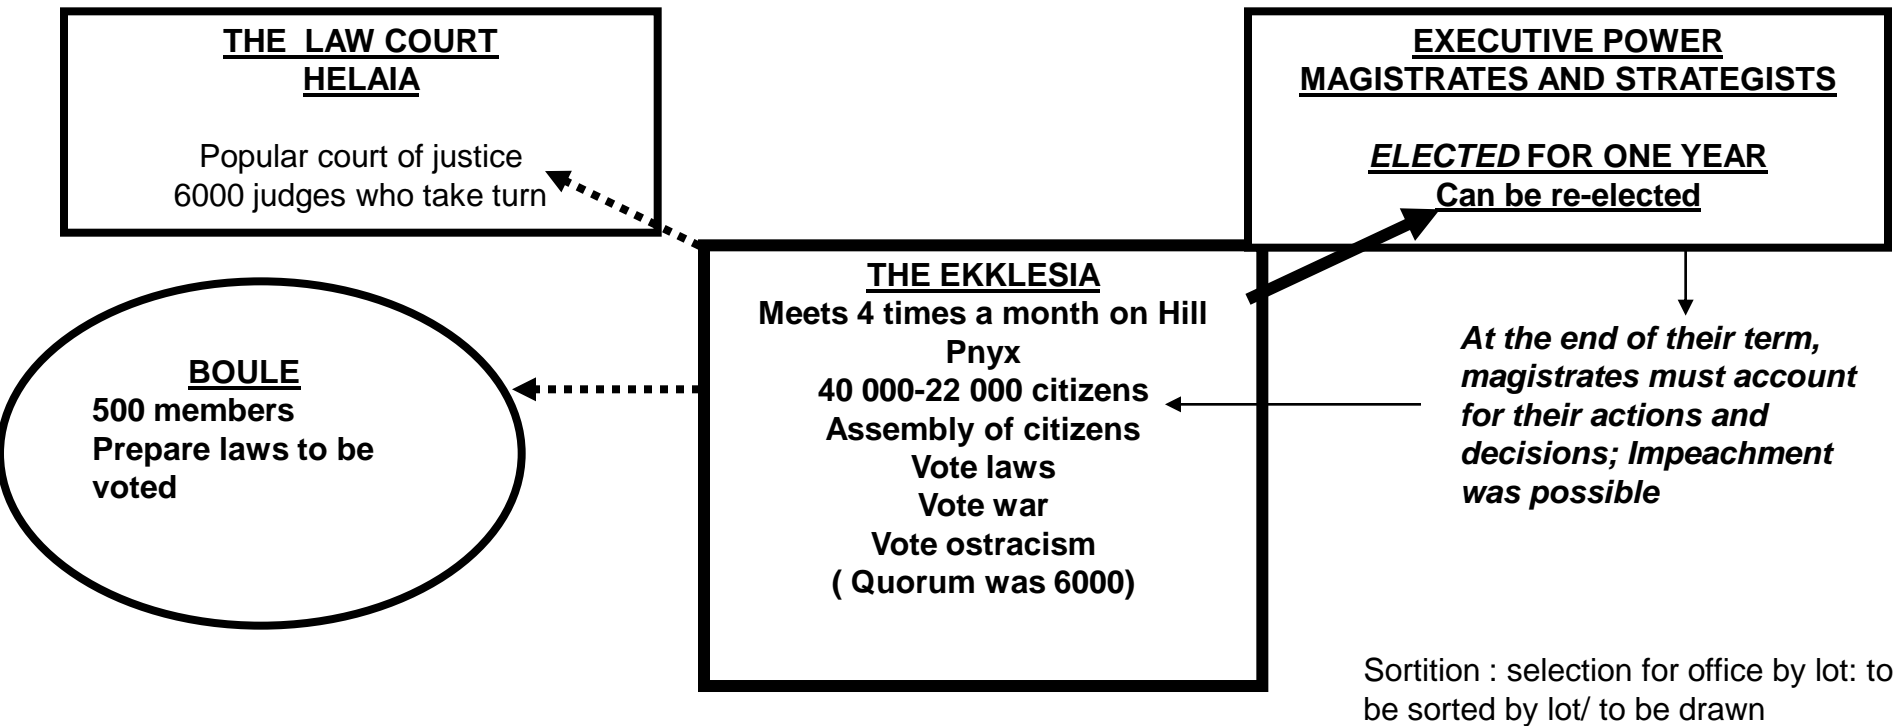 THE LAW COURT
HELAIA
Popular court of justice
6000 judges who take turn
EXECUTIVE POWER
MAGISTRATES AND STRATEGISTS
ELECTED FOR ONE YEAR
Can be re-elected
THE EKKLESIA
Meets 4 times a month on Hill
Pnyx
40 000-22 000 citizens
Assembly of citizens
Vote laws
Vote war
Vote ostracism
( Quorum was 6000)
BOULE
500 members
Prepare laws to be
voted
At the end of their term,
magistrates must account
for their actions and
decisions; Impeachment
was possible
Sortition : selection for office by lot: to
be sorted by lot/ to be drawn